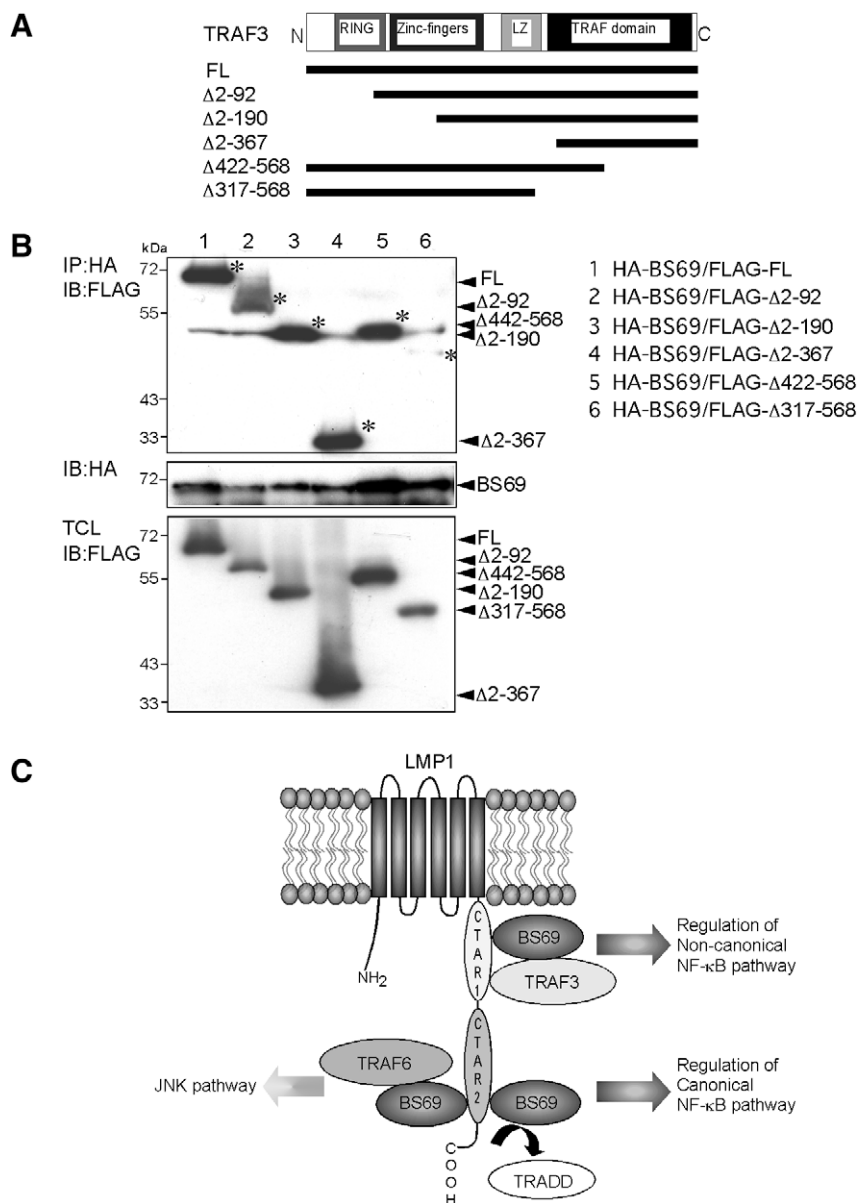 A
TRAF3
N
RING
Zinc-fingers
LZ
TRAF domain
C
FL
Δ2-92
Δ2-190
Δ2-367
Δ422-568
Δ317-568
B
kDa
1 2 3 4 5 6
IP:HA
IB:FLAG
72
55
43
33
*
*
*
*
*
*
FL
Δ2-92
Δ442-568
Δ2-190
Δ2-367
IB:HA
72
BS69
TCL
IB:FLAG
72
55
43
33
FL
Δ2-92
Δ442-568
Δ2-190
Δ317-568
Δ2-367
1 HA-BS69/FLAG-FL
2 HA-BS69/FLAG-Δ2-92
3 HA-BS69/FLAG-Δ2-190
4 HA-BS69/FLAG-Δ2-367
5 HA-BS69/FLAG-Δ422-568
6 HA-BS69/FLAG-Δ317-568
C
LMP1
NH2
CTAR1
BS69
TRAF3
Regulation of
Non-canonical
NF-κB pathway
CTAR2
TRAF6
BS69
JNK pathway
BS69
Regulation of
Canonical
NF-κB pathway
TRADD
COOH